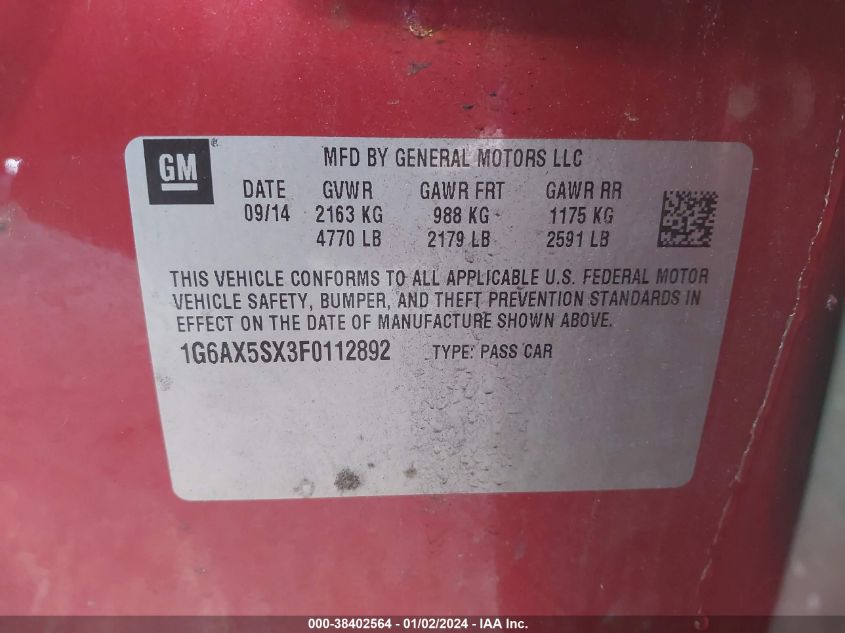 GM®
MFD BY GENERAL MOTORS LLC
DATE GVWR GAWR FRT GAWR RR
09/14 2163 KG 988 KG 1175 KG
4770 LB 2179 LB 2591 LB
THIS VEHICLE CONFORMS TO ALL APPLICABLE U.S. FEDERAL MOTOR
VEHICLE SAFETY, BUMPER, AND THEFT PREVENTION STANDARDS IN
EFFECT ON THE DATE OF MANUFACTURE SHOWN ABOVE.
1G6AX5SX3F0112892 TYPE: PASS CAR
000-38402564 - 01/02/2024 - IAA Inc.